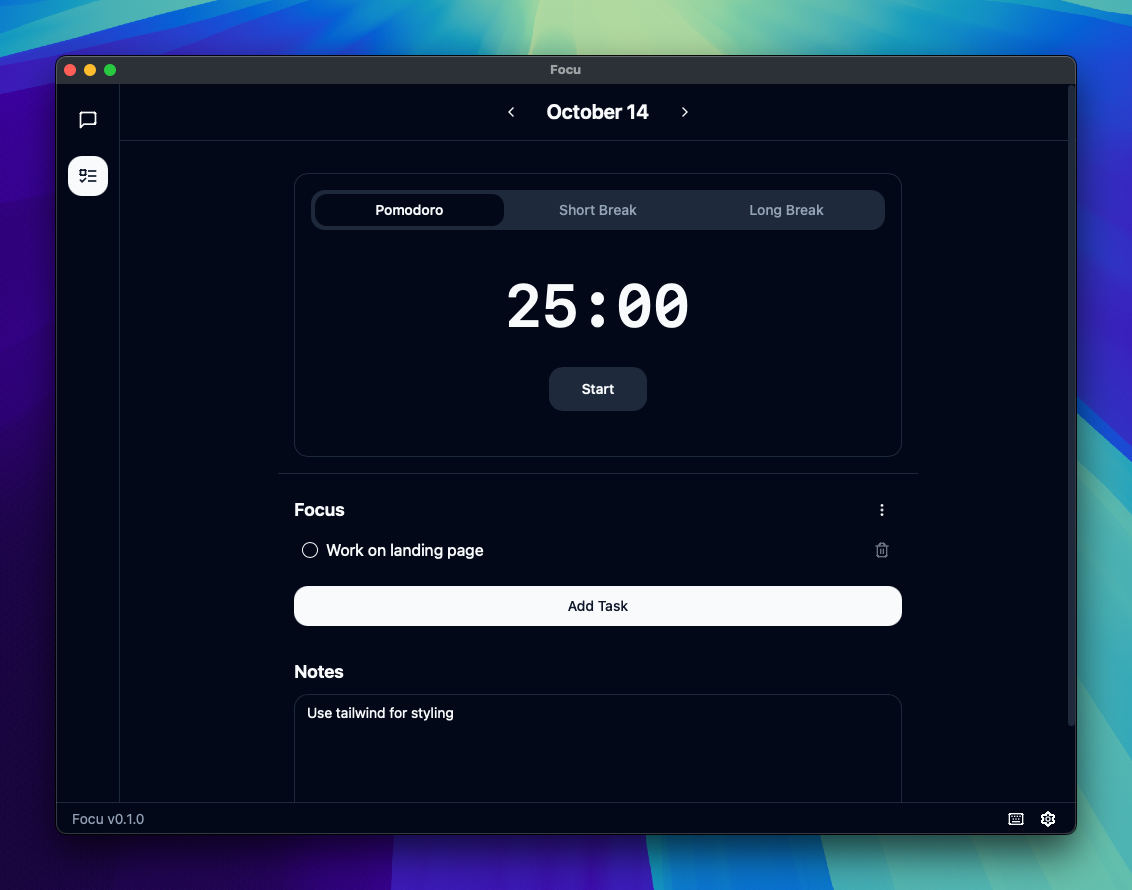 Focu
October 14
Pomodoro Short Break Long Break
25:00
Start
Focus
Work on landing page
Add Task
Notes
Use tailwind for styling
Focu v0.1.0